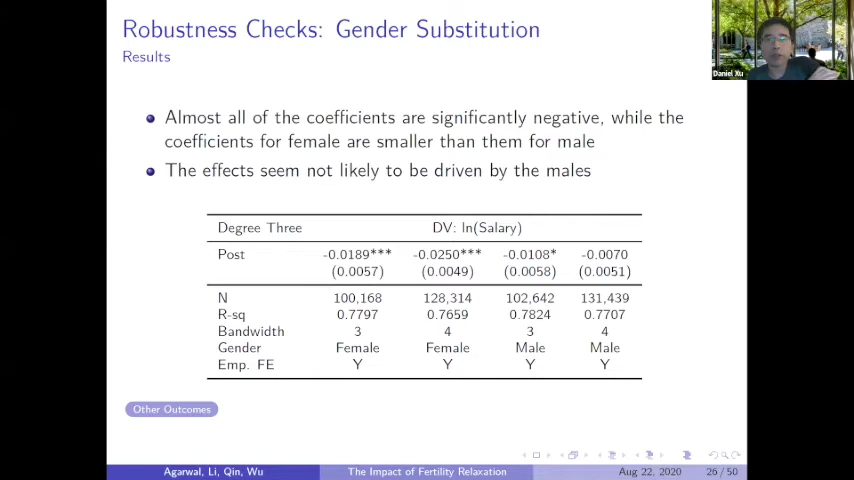 Robustness Checks: Gender Substitution
Results
Daniel Xu
Almost all of the coefficients are significantly negative, while the
coefficients for female are smaller than them for male
The effects seem not likely to be driven by the males
Degree Three DV: ln(Salary)
Post -0.0189*** -0.0250*** -0.0108* -0.0070
(0.0057) (0.0049) (0.0058) (0.0051)
N 100,168 128,314 102,642 131,439
R-sq 0.7797 0.7659 0.7824 0.7707
Bandwidth 3 4 3 4
Gender Female Female Male Male
Emp. FE Y Y Y Y
Other Outcomes
Agarwal, Li, Qin, Wu The Impact of Fertility Relaxation Aug 22, 2020 26 / 50